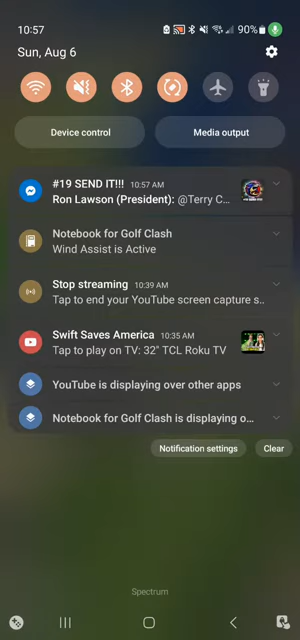 10:57
90%
Sun, Aug 6
Device control
Media output
#19 SEND IT!!! 10:57 AM
Ron Lawson (President): @Terry C...
Notebook for Golf Clash
Wind Assist is Active
Stop streaming 10:39 AM
Tap to end your YouTube screen capture s..
Swift Saves America 10:35 AM
Tap to play on TV: 32" TCL Roku TV
YouTube is displaying over other apps
Notebook for Golf Clash is displaying o...
Notification settings
Clear
Spectrum